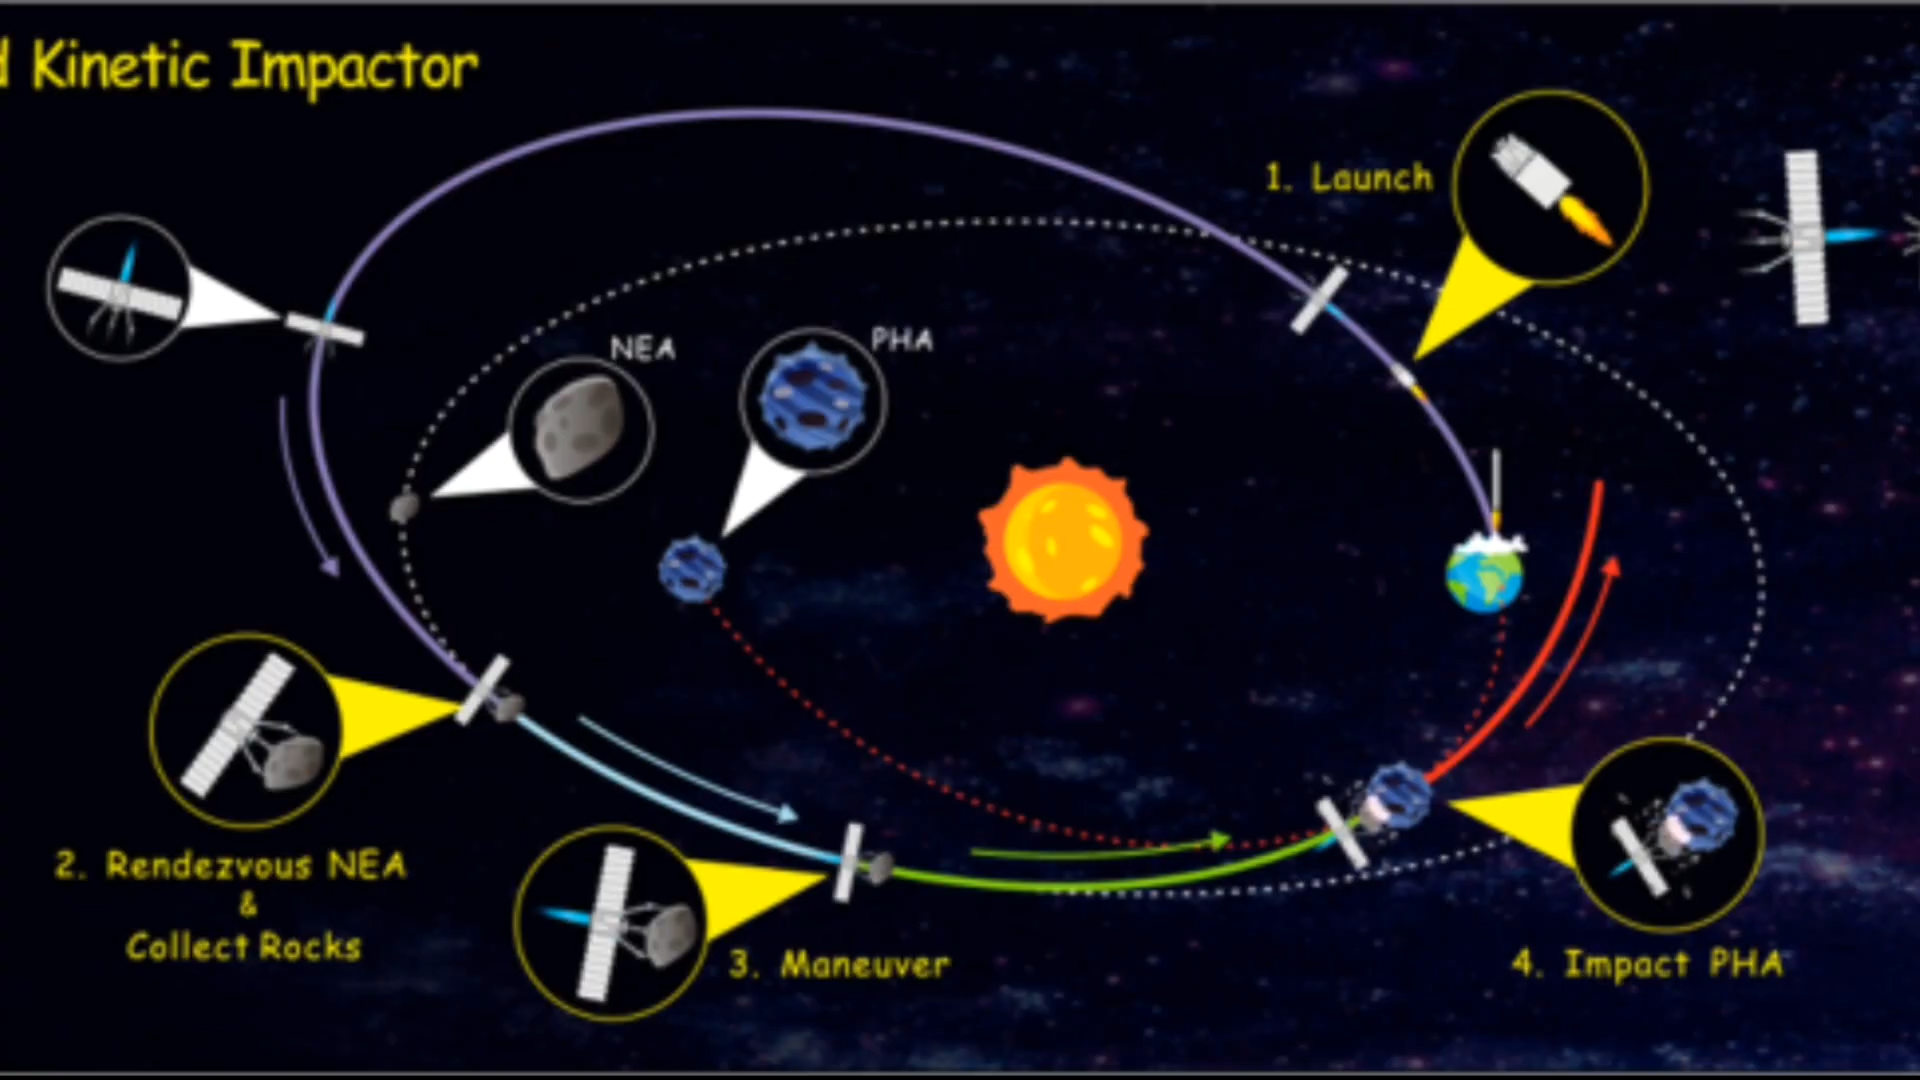 Kinetic Impactor
1. Launch
NEA
PHA
2. Rendezvous NEA
&
Collect Rocks
3. Maneuver
4. Impact PHA